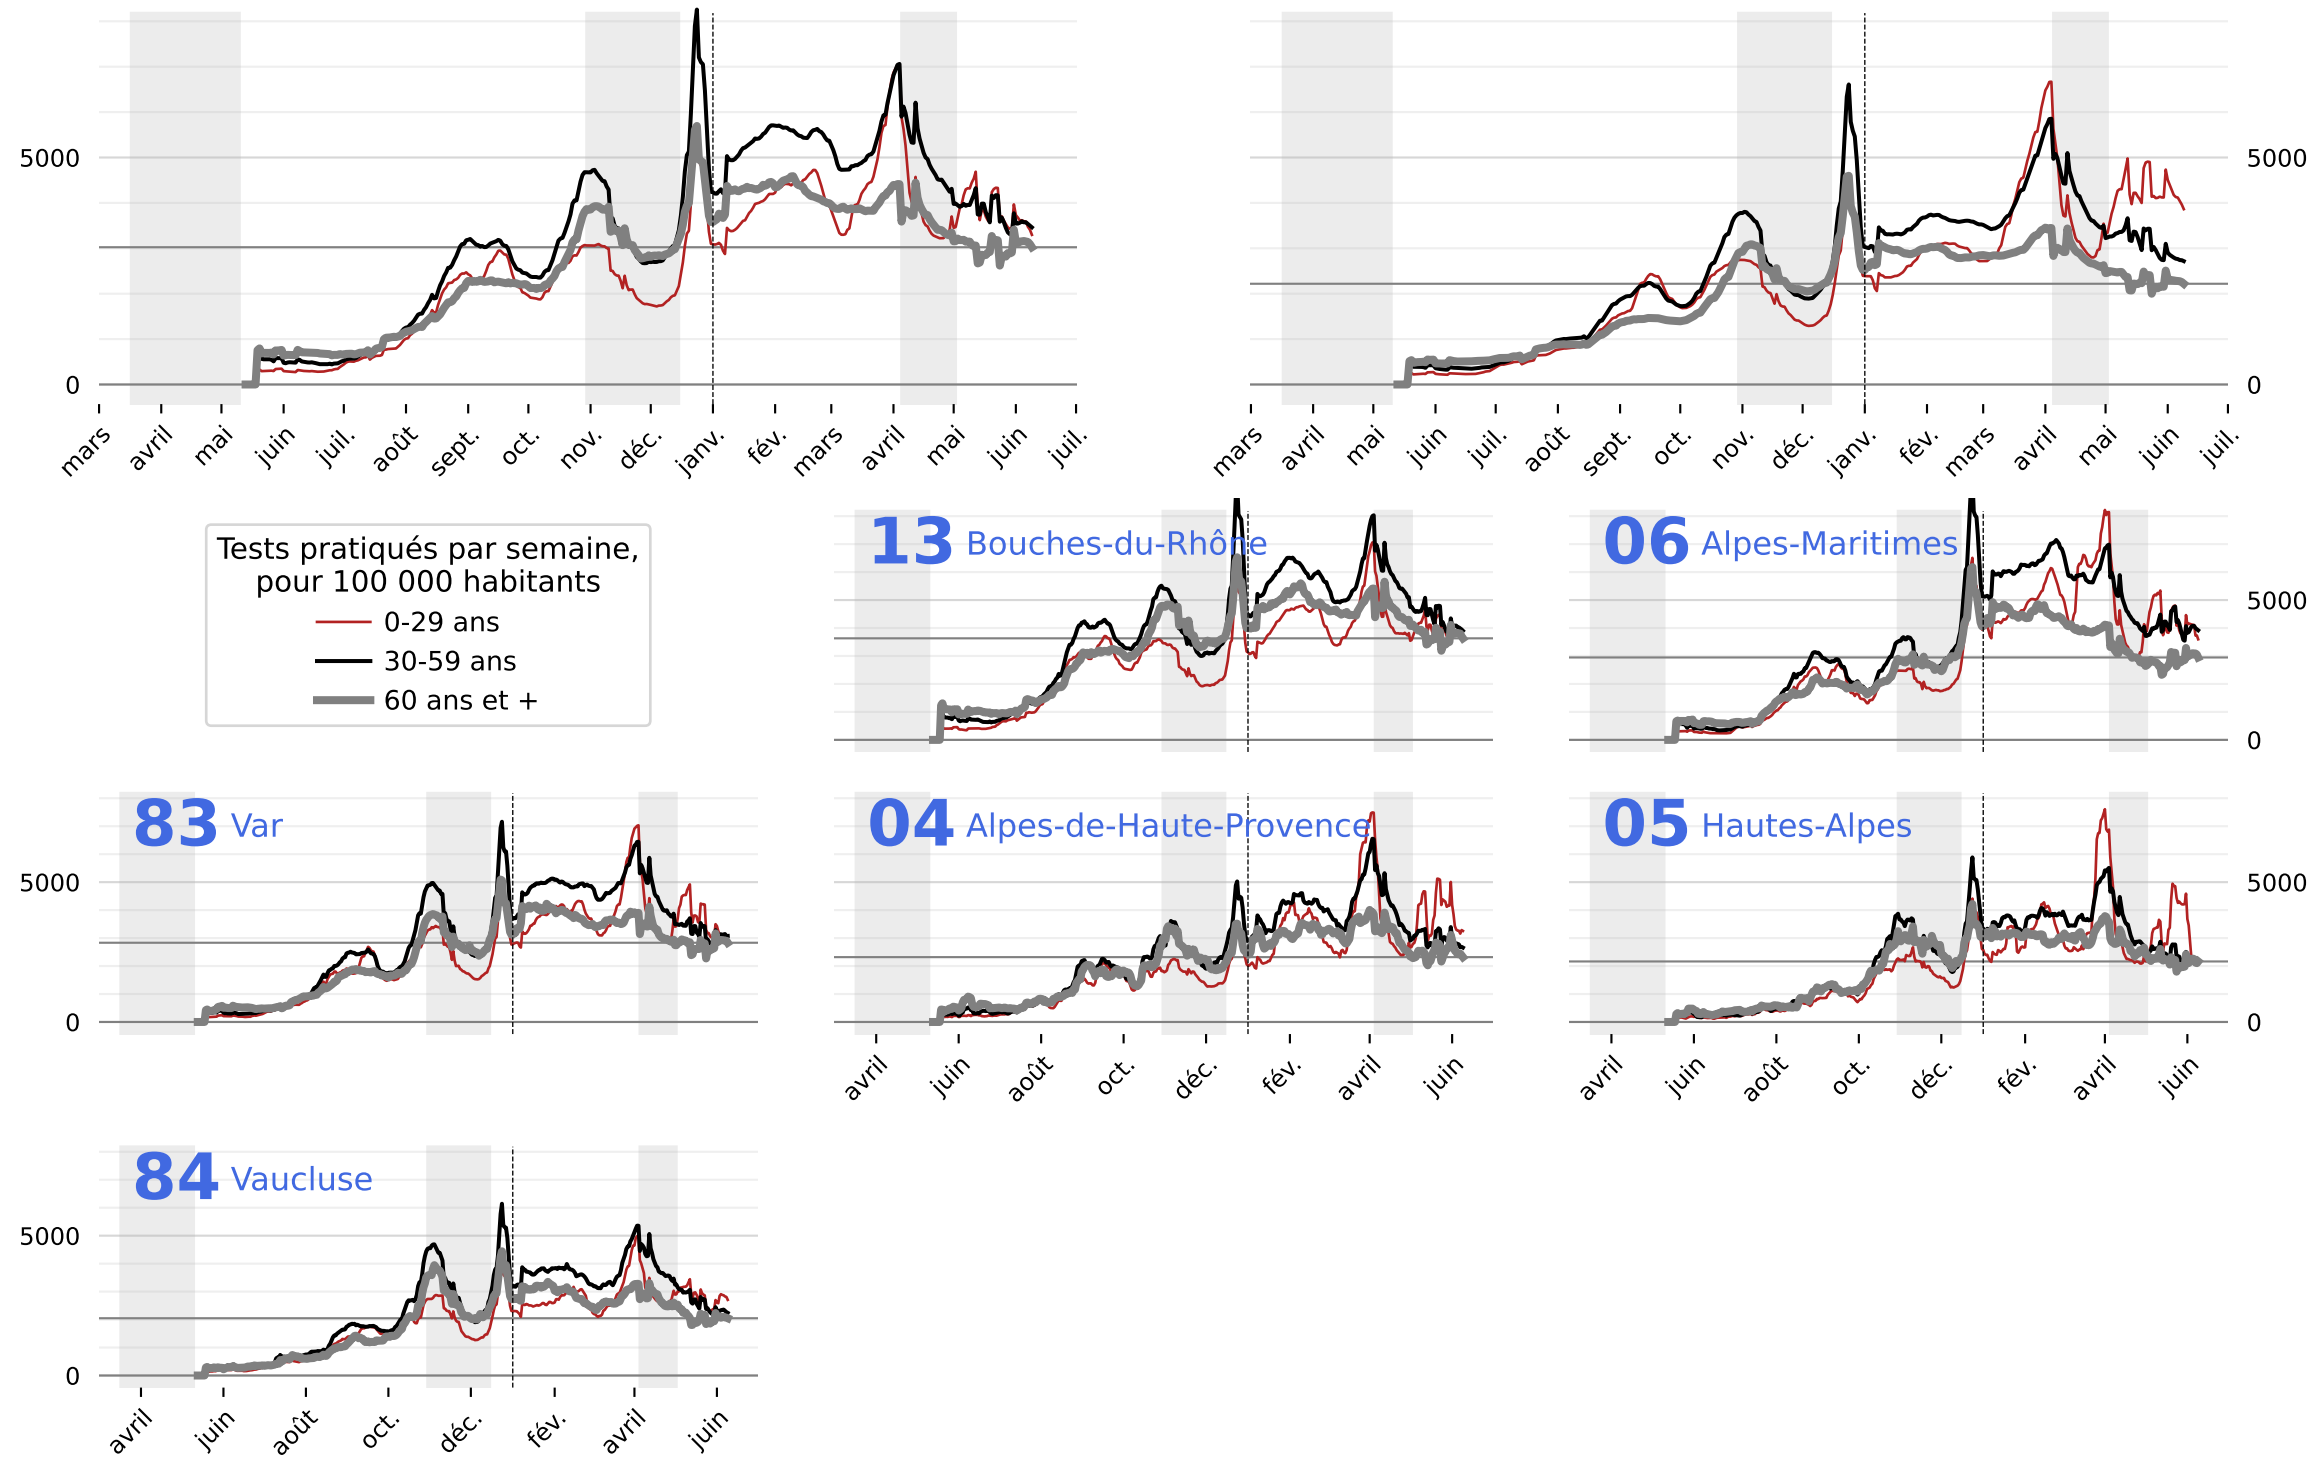 5000
0
mars avril mai juin juil. août sept. oct. nov. déc. janv. fév. mars avril mai juin juil.
5000
0
mars avril mai juin juil. août sept. oct. nov. déc. janv. fév. mars avril mai juin juil.
Tests pratiqués par semaine,
pour 100 000 habitants
0-29 ans
30-59 ans
60 ans et +
13 Bouches-du-Rhône
06 Alpes-Maritimes
5000
0
83 Var
5000
0
04 Alpes-de-Haute-Provence
avril juin août oct. déc. fév. avril juin
05 Hautes-Alpes
5000
0
avril juin août oct. déc. fév. avril juin
84 Vaucluse
5000
0
avril juin août oct. déc. fév. avril juin